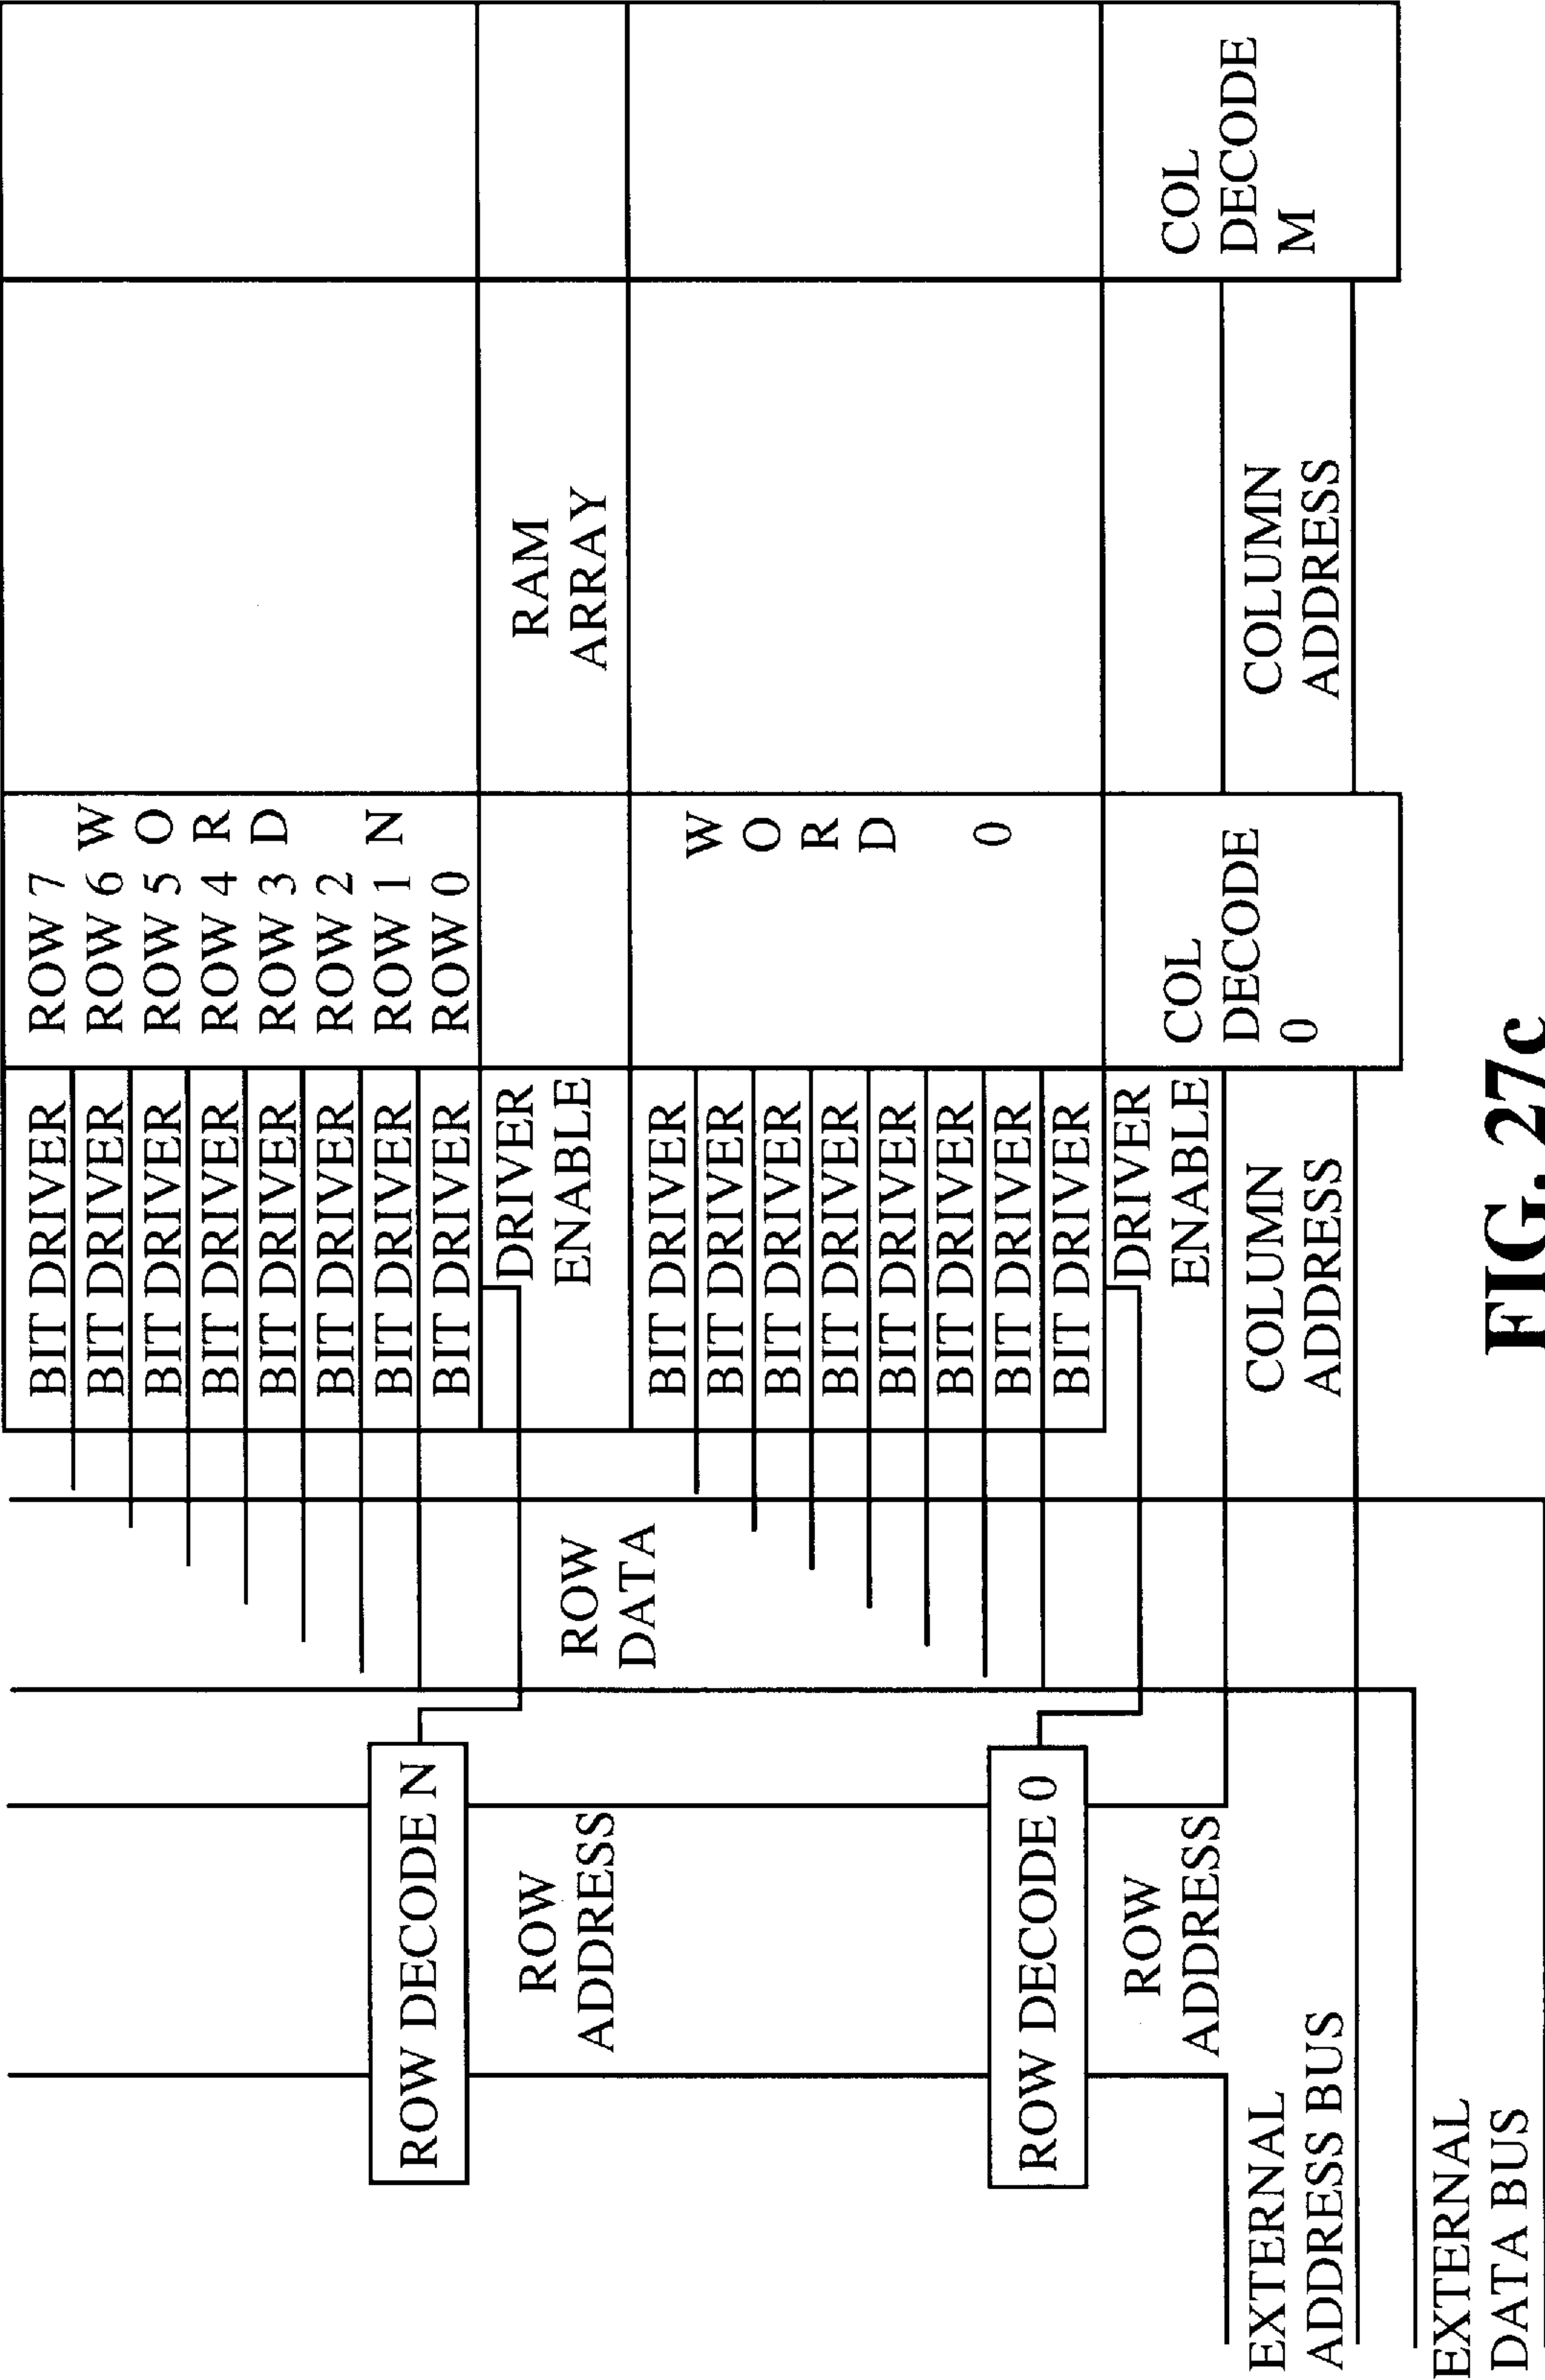 BIT DRIVER ROW 7
BIT DRIVER ROW 6 W
BIT DRIVER ROW 5 O
BIT DRIVER ROW 4 R
BIT DRIVER ROW 3 D
BIT DRIVER ROW 2
BIT DRIVER ROW 1 N
ROW DECODE N
BIT DRIVER ROW 0
DRIVER
ENABLE
RAM
ARRAY
ROW
ADDRESS
ROW
DATA
BIT DRIVER
BIT DRIVER W
BIT DRIVER O
BIT DRIVER R
BIT DRIVER D
BIT DRIVER
BIT DRIVER 0
ROW DECODE 0
BIT DRIVER
DRIVER
ENABLE
ROW
ADDRESS
COL
DECODE
0
COL
DECODE
M
EXTERNAL
ADDRESS BUS
COLUMN
ADDRESS
COLUMN
ADDRESS
EXTERNAL
DATA BUS
FIG. 27c